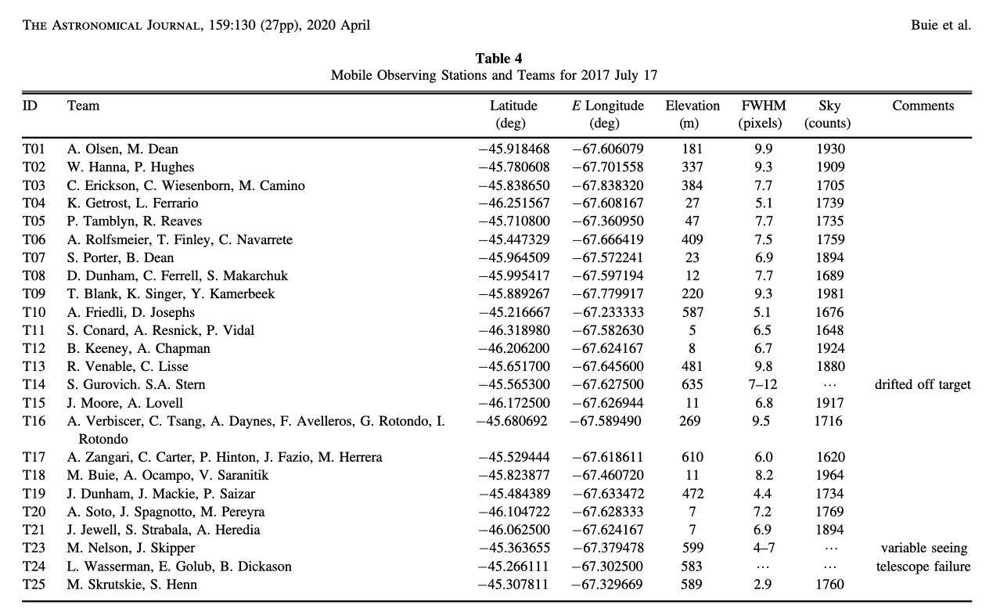 THE ASTRONOMICAL JOURNAL, 159:130 (27pp), 2020 April Buie et al.
Table 4
Mobile Observing Stations and Teams for 2017 July 17
ID Team Latitude E Longitude Elevation FWHM Sky Comments
(deg) (deg) (m) (pixels) (counts)
T01 A. Olsen, M. Dean −45.918468 −67.606079 181 9.9 1930
T02 W. Hanna, P. Hughes −45.780608 −67.701558 337 9.3 1909
T03 C. Erickson, C. Wiesenborn, M. Camino −45.838650 −67.838320 384 7.7 1705
T04 K. Getrost, L. Ferrario −46.251567 −67.608167 27 5.1 1739
T05 P. Tamblyn, R. Reaves −45.710800 −67.360950 47 7.7 1735
T06 A. Rolfsmeier, T. Finley, C. Navarrete −45.447329 −67.666419 409 7.5 1759
T07 S. Porter, B. Dean −45.964509 −67.572241 23 6.9 1894
T08 D. Dunham, C. Ferrell, S. Makarchuk −45.995417 −67.597194 12 7.7 1689
T09 T. Blank, K. Singer, Y. Kamerbeek −45.889267 −67.779917 220 9.3 1981
T10 A. Friedli, D. Josephs −45.216667 −67.233333 587 5.1 1676
T11 S. Conard, A. Resnick, P. Vidal −46.318980 −67.582630 5 6.5 1648
T12 B. Keeney, A. Chapman −46.206200 −67.624167 8 6.7 1924
T13 R. Venable, C. Lisse −45.651700 −67.645600 481 9.8 1880
T14 S. Gurovich. S.A. Stern −45.565300 −67.627500 635 7–12 ⋯ drifted off target
T15 J. Moore, A. Lovell −46.172500 −67.626944 11 6.8 1917
T16 A. Verbiscer, C. Tsang, A. Daynes, F. Avelleros, G. Rotondo, I. −45.680692 −67.589490 269 9.5 1716
Rotondo
T17 A. Zangari, C. Carter, P. Hinton, J. Fazio, M. Herrera −45.529444 −67.618611 610 6.0 1620
T18 M. Buie, A. Ocampo, V. Saranitik −45.823877 −67.460720 11 8.2 1964
T19 J. Dunham, J. Mackie, P. Saizar −45.484389 −67.633472 472 4.4 1734
T20 A. Soto, J. Spagnotto, M. Pereyra −46.104722 −67.628333 7 7.2 1769
T21 J. Jewell, S. Strabala, A. Heredia −46.062500 −67.624167 7 6.9 1894
T23 M. Nelson, J. Skipper −45.363655 −67.379478 599 4–7 ⋯ variable seeing
T24 L. Wasserman, E. Golub, B. Dickason −45.266111 −67.302500 583 ⋯ ⋯ telescope failure
T25 M. Skrutskie, S. Henn −45.307811 −67.329669 589 2.9 1760